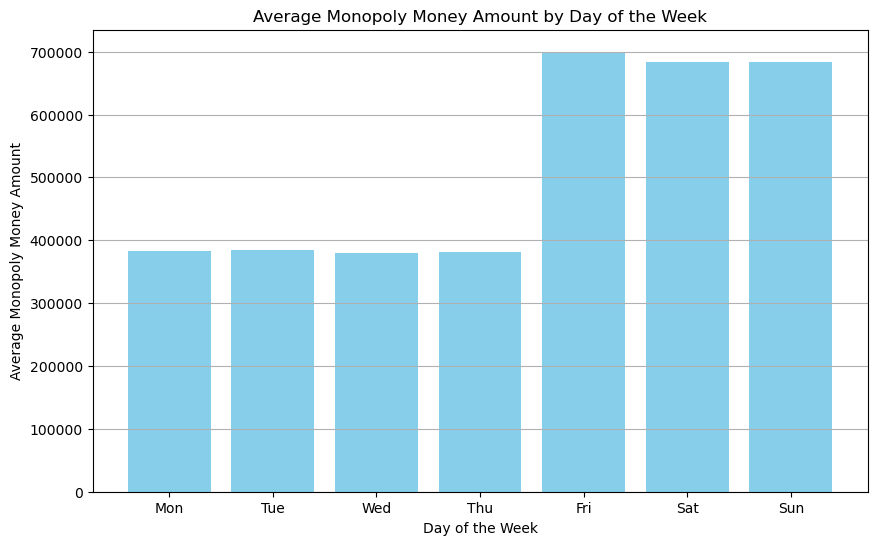 Average Monopoly Money Amount by Day of the Week
Average Monopoly Money Amount
700000
600000
500000
400000
300000
200000
100000
0
Mon Tue Wed Thu Fri Sat Sun
Day of the Week